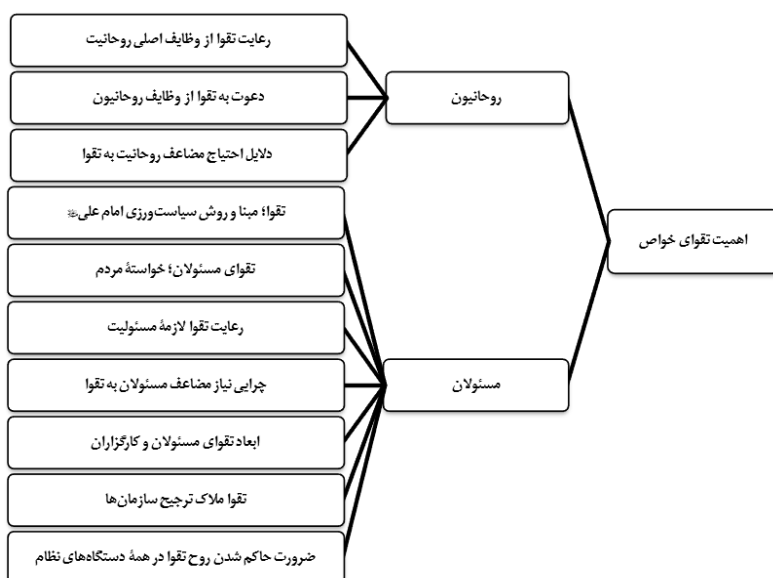 اهمیت تقوای خواص
روحانیون
رعایت تقوا از وظایف اصلی روحانیت
دعوت به تقوا از وظایف روحانیون
دلایل احتیاج مضاعف روحانیت به تقوا
مسئولان
تقوا؛ مبنا و روش سیاست‌ورزی امام علی
تقوای مسئولان؛ خواستهٔ مردم
رعایت تقوا لازمهٔ مسئولیت
چرایی نیاز مضاعف مسئولان به تقوا
ابعاد تقوای مسئولان و کارگزاران
تقوا ملاک ترجیح سازمان‌ها
ضرورت حاکم شدن روح تقوا در همهٔ دستگاه‌های نظام